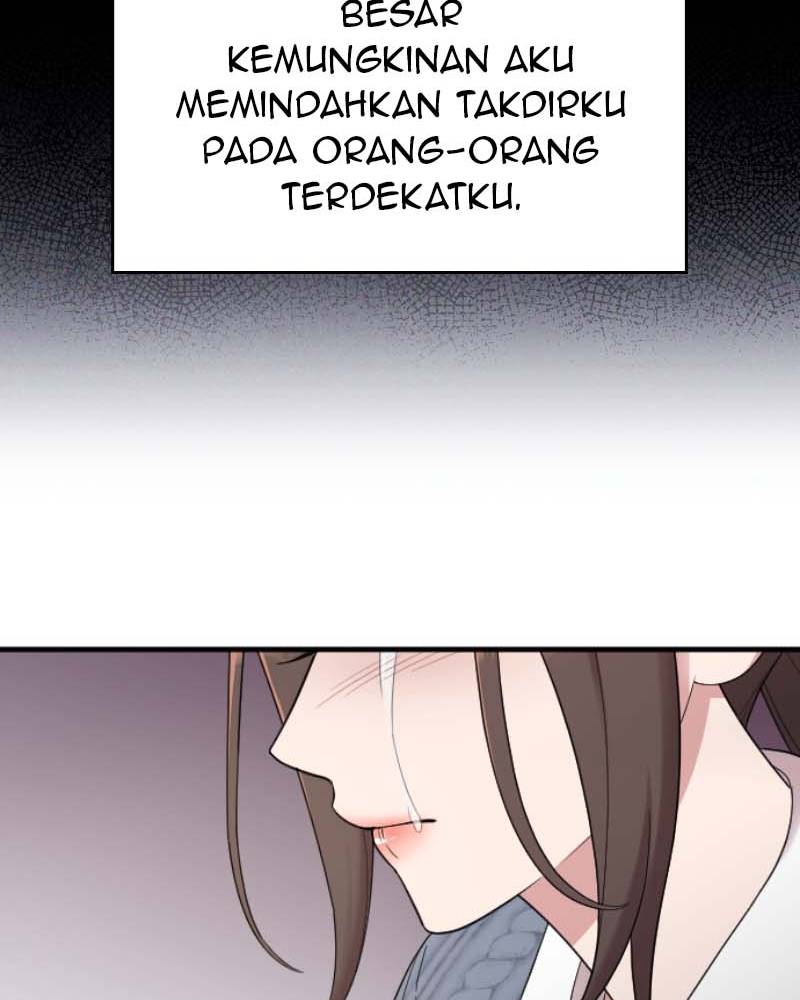 BESAR
KEMUNGKINAN AKU
MEMINDAHKAN TAKDIRKU
PADA ORANG-ORANG
TERDEKATKU.